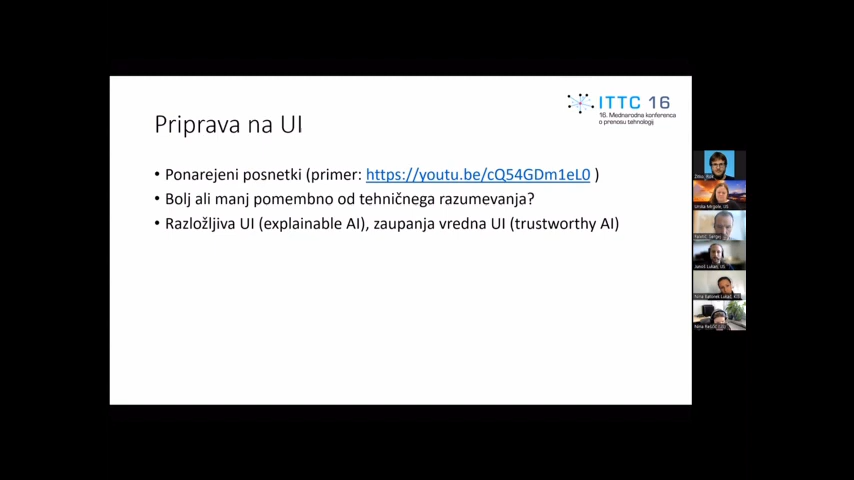 ITTC 16
16. Mednarodna konferenca
o prenosu tehnologij
Priprava na UI
• Ponarejeni posnetki (primer: https://youtu.be/cQ54GDm1eL0 )
• Bolj ali manj pomembno od tehničnega razumevanja?
• Razložljiva UI (explainable AI), zaupanja vredna UI (trustworthy AI)